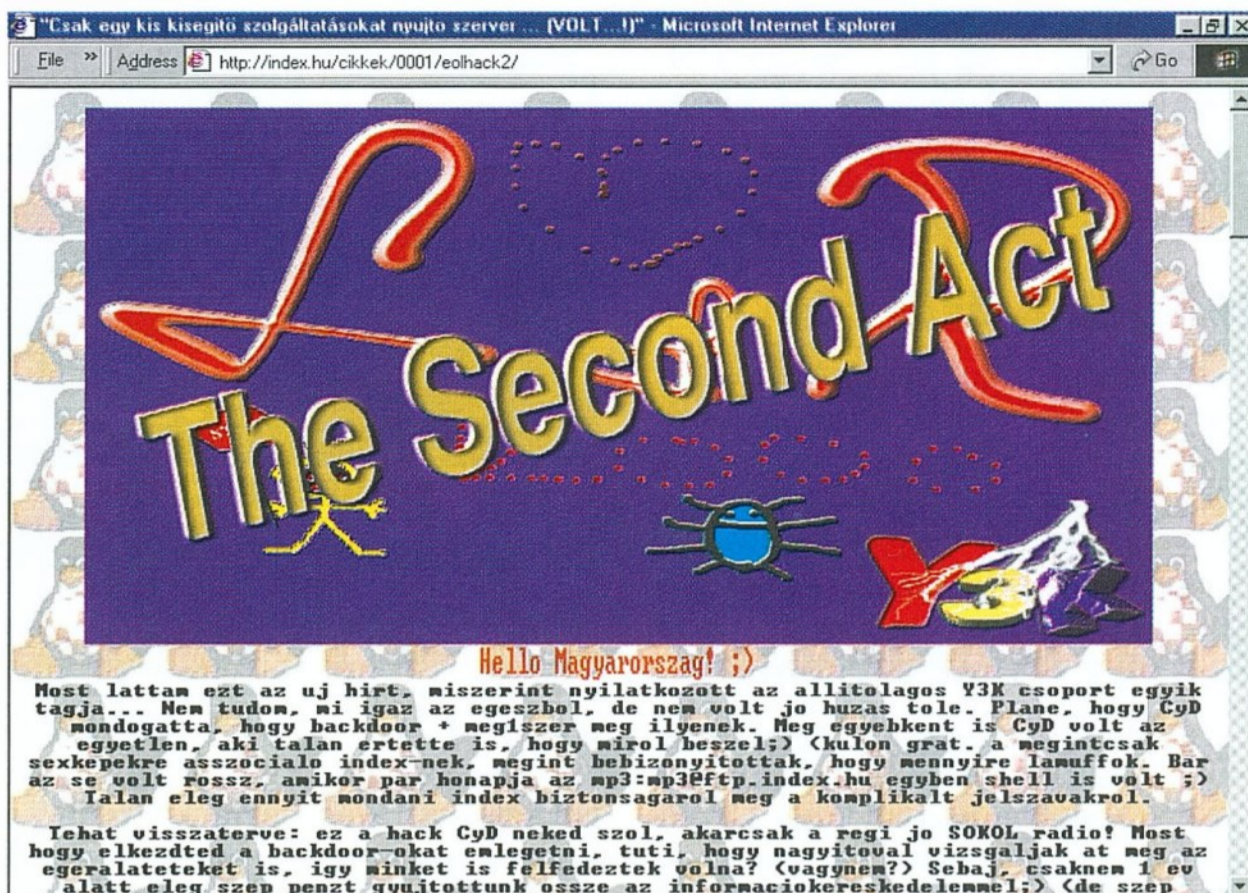 "Csak egy kis kisegitö szolgáltatásokat nyujto szerver ... (VOLT...!)" - Microsoft Internet Explorer
File » Address http://index.hu/cikkek/0001/eolhack2/ Go
The Second Act
Y3K
Hello Magyarorszag! ;)
Most lattam ezt az uj hirt, miszerint nyilatkozott az allitolagos Y3K csoport egyik
tagja... Nem tudom, mi igaz az egeszbol, de nem volt jo huzas tole. Plane, hogy CyD
mondogatta, hogy backdoor + meg1szer meg ilyenek. Meg egyebkent is CyD volt az
egyetlen, aki talan ertette is, hogy mirol beszel;) (kulon grat. a megintcsak
sexkepekre asszocialo index-nek, megint bebizonyitottak, hogy mennyire lamuffok. Bar
az se volt rossz, amikor par honapja az mp3:mp3@ftp.index.hu egyben shell is volt ;)
Talan eleg ennyit mondani index biztonsagarol meg a komplikalt jelszavakrol.
Tehat visszaterve: ez a hack CyD neked szol, akarcsak a regi jo SOKOL radio! Most
hogy elkezdted a backdoor-okat emlegetni, tuti, hogy nagyitoval vizsgaljak at meg az
egeralateteket is, igy minket is felfedeztek volna? (vagynem?) Sebaj, csaknem 1 ev
alatt eleg szep penzt gyujtottunk ossze az informaciokereskedelemmel;) (de nem